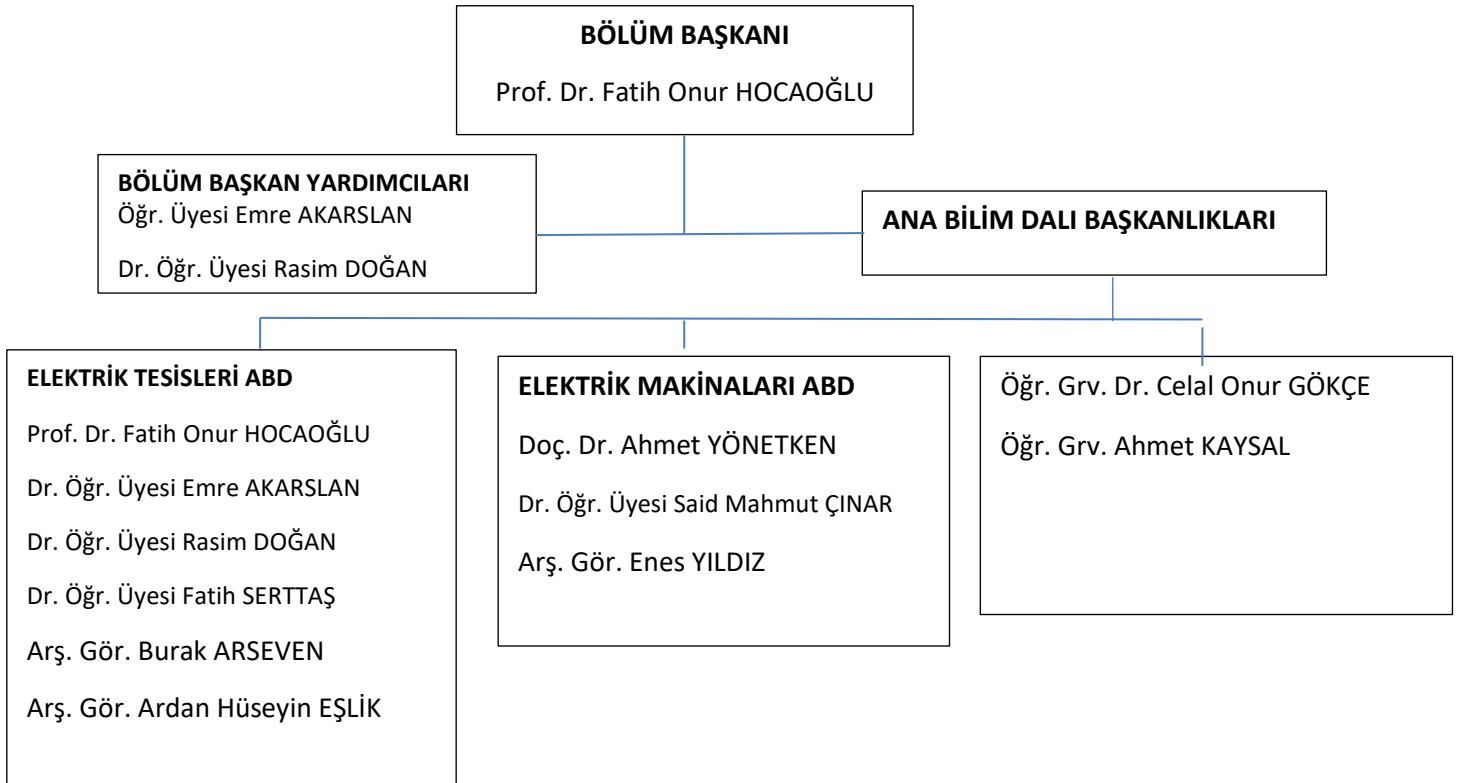 BÖLÜM BAŞKANI
Prof. Dr. Fatih Onur HOCAOĞLU
BÖLÜM BAŞKAN YARDIMCILARI
Öğr. Üyesi Emre AKARSLAN
Dr. Öğr. Üyesi Rasim DOĞAN
ANA BİLİM DALI BAŞKANLIKLARI
ELEKTRİK TESİSLERİ ABD
Prof. Dr. Fatih Onur HOCAOĞLU
Dr. Öğr. Üyesi Emre AKARSLAN
Dr. Öğr. Üyesi Rasim DOĞAN
Dr. Öğr. Üyesi Fatih SERTTAŞ
Arş. Gör. Burak ARSEVEN
Arş. Gör. Ardan Hüseyin EŞLİK
ELEKTRİK MAKİNALARI ABD
Doç. Dr. Ahmet YÖNETKEN
Dr. Öğr. Üyesi Said Mahmut ÇINAR
Arş. Gör. Enes YILDIZ
Öğr. Grv. Dr. Celal Onur GÖKÇE
Öğr. Grv. Ahmet KAYSAL